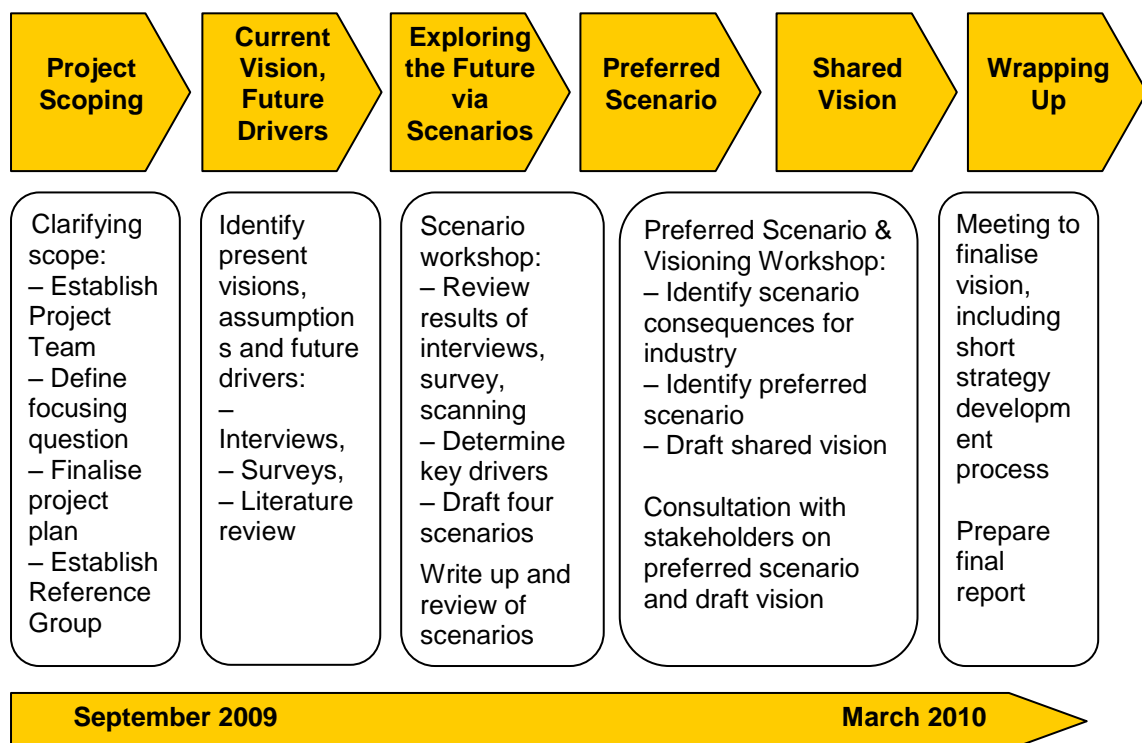 Project
Scoping
Current
Vision,
Future
Drivers
Exploring
the Future
via
Scenarios
Preferred
Scenario
Shared
Vision
Wrapping
Up
Clarifying
scope:
– Establish
Project
Team
– Define
focusing
question
– Finalise
project
plan
– Establish
Reference
Group
Identify
present
visions,
assumption
s and future
drivers:
–
Interviews,
– Surveys,
– Literature
review
Scenario
workshop:
– Review
results of
interviews,
survey,
scanning
– Determine
key drivers
– Draft four
scenarios
Write up and
review of
scenarios
Preferred Scenario &
Visioning Workshop:
– Identify scenario
consequences for
industry
– Identify preferred
scenario
– Draft shared vision
Consultation with
stakeholders on
preferred scenario
and draft vision
Meeting to
finalise
vision,
including
short
strategy
developm
ent
process
Prepare
final
report
September 2009
March 2010